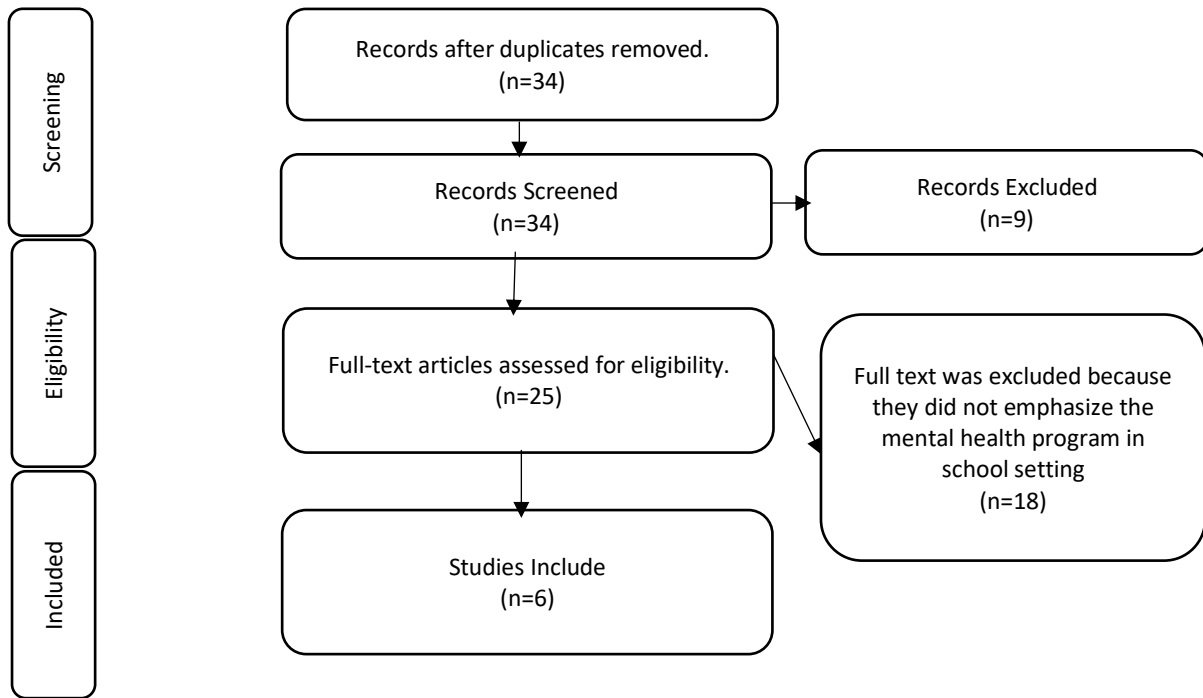 Screening
Records after duplicates removed.
(n=34)
Records Screened
(n=34)
Records Excluded
(n=9)
Eligibility
Full-text articles assessed for eligibility.
(n=25)
Full text was excluded because
they did not emphasize the
mental health program in
school setting
(n=18)
Included
Studies Include
(n=6)